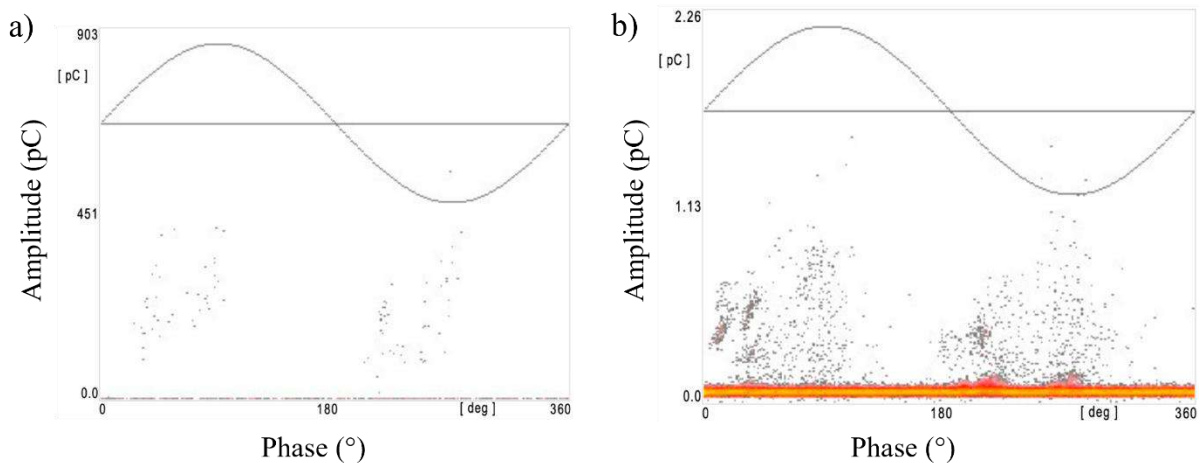 a)
903
[ pC]
Amplitude (pC)
451
0.0
0 180 [ deg] 360
Phase (°)
b)
2.26
[ pC]
Amplitude (pC)
1.13
0.0
0 180 [ deg] 360
Phase (°)